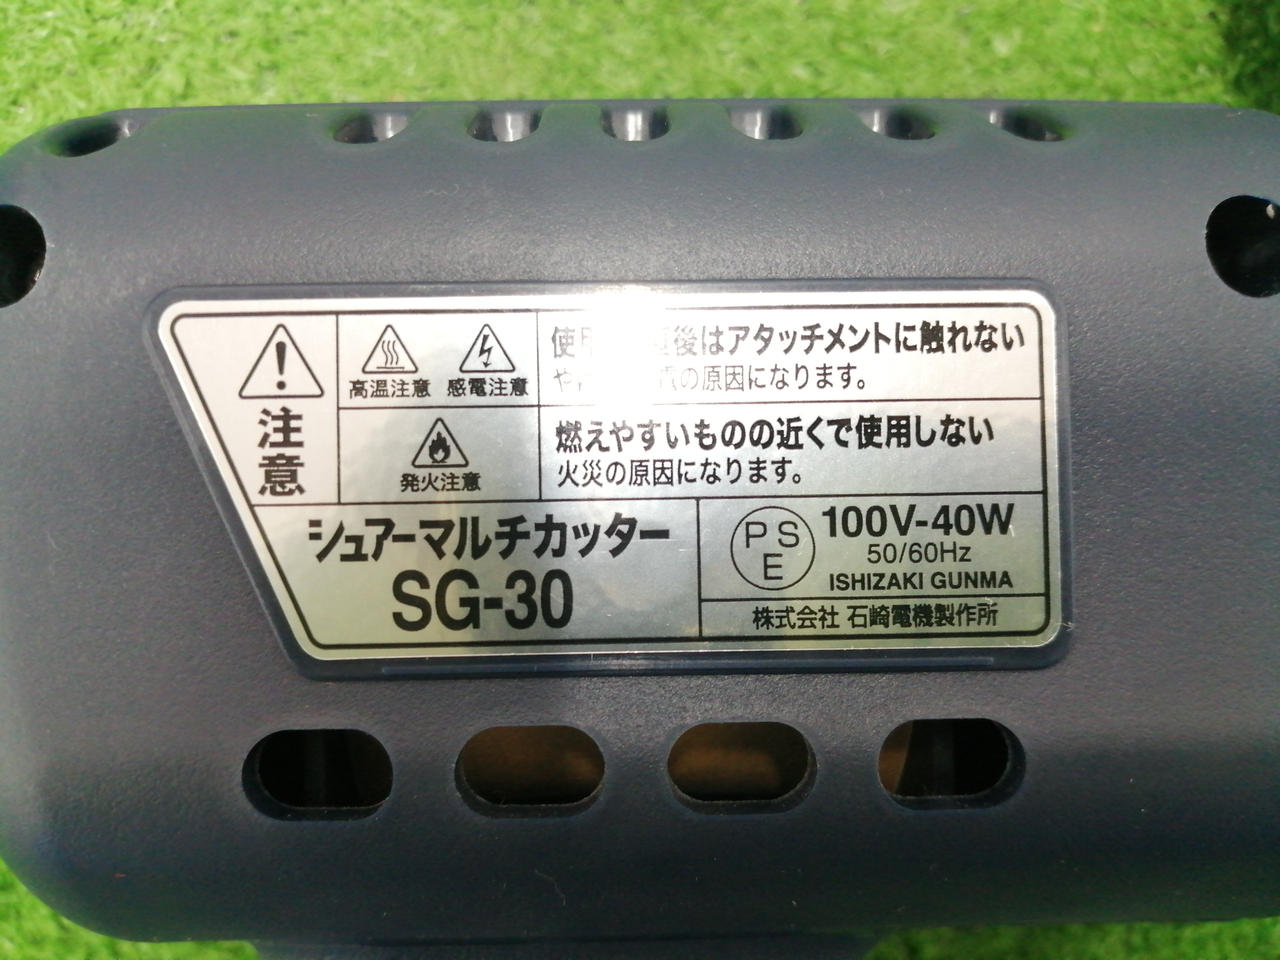 注意
高温注意 感電注意
発火注意
使 後はアタッチメントに触れない
や の原因になります。
燃えやすいものの近くで使用しない
火災の原因になります。
シュアーマルチカッター
SG-30
PSE
100V-40W
50/60Hz
ISHIZAKI GUNMA
株式会社 石崎電機製作所